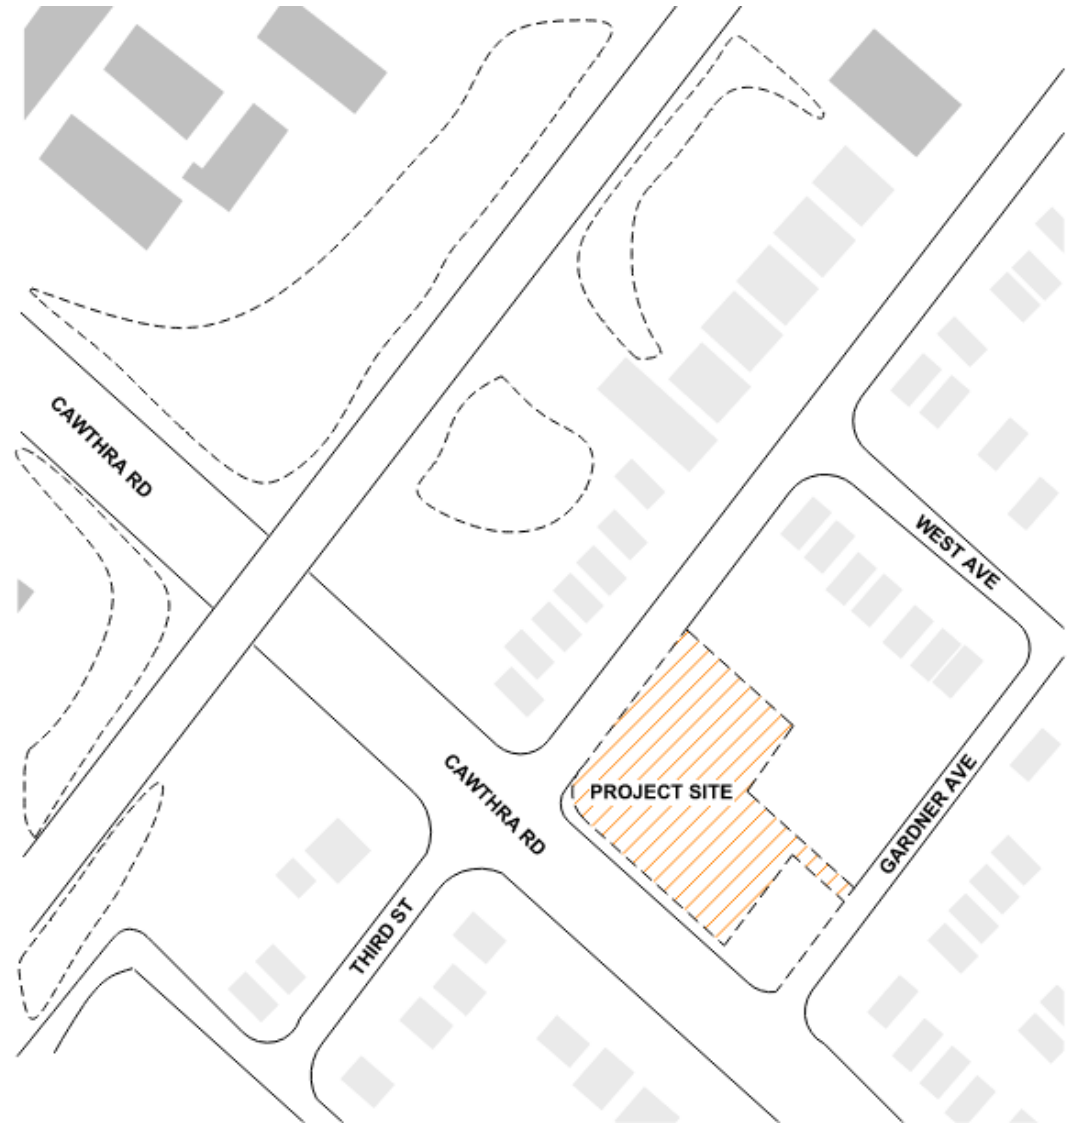 CAWTHRA RD
WEST AVE
PROJECT SITE
CAWTHRA RD
GARDNER AVE
THIRD ST